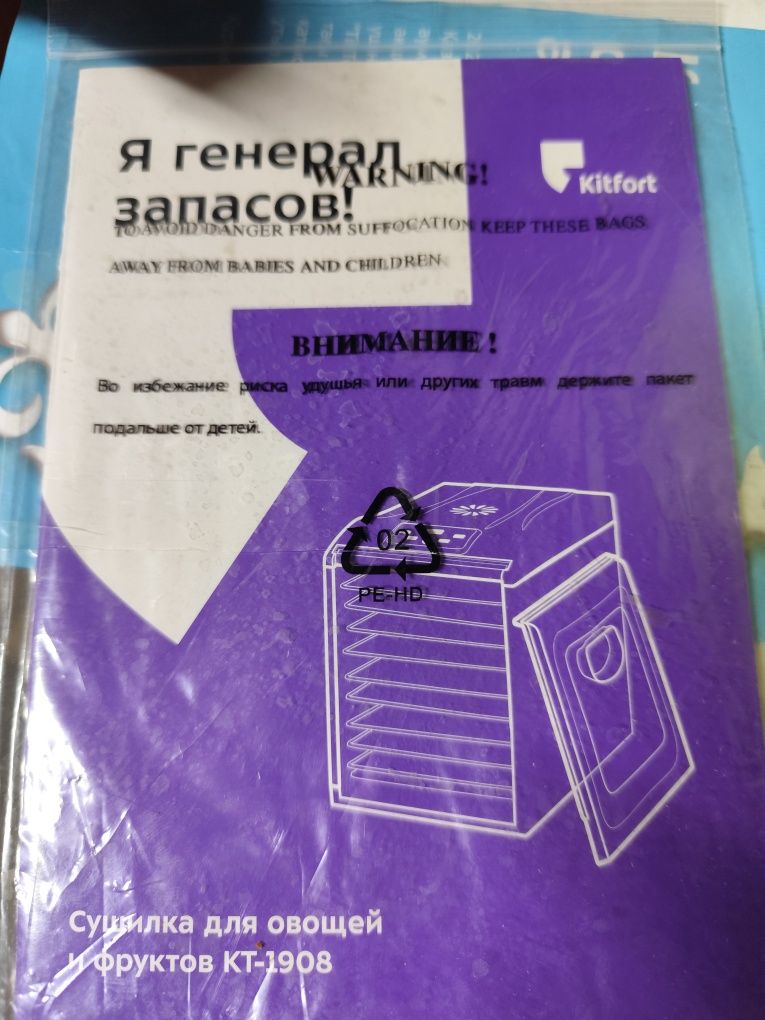 Я генерал
запасов!
Kitfort
WARNING!
TO AVOID DANGER FROM SUFFOCATION KEEP THESE BAGS
AWAY FROM BABIES AND CHILDREN
ВНИМАНИЕ !
Во избежание риска удушья или других травм держите пакет
подальше от детей.
02
PE-HD
Сушилка для овощей
и фруктов КТ-1908